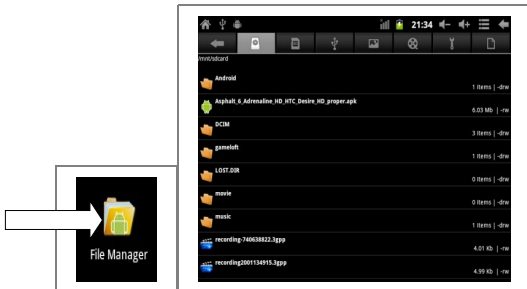 21:34
/mnt/sdcard
Android
1 items | -drw
Asphalt_6_Adrenaline_HD_HTC_Desire_HD_proper.apk
6.03 Mb | -rw
DCIM
3 items | -drw
gameloft
1 items | -drw
LOST.DIR
0 items | -drw
movie
0 items | -drw
music
1 items | -drw
recording-740638822.3gpp
4.01 Kb | -rw
recording2001134915.3gpp
4.99 Kb | -rw
File Manager